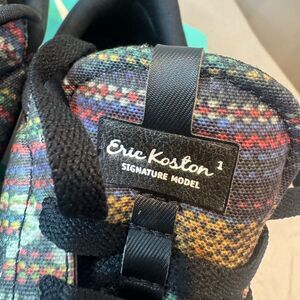 Eric Koston 1
SIGNATURE MODEL